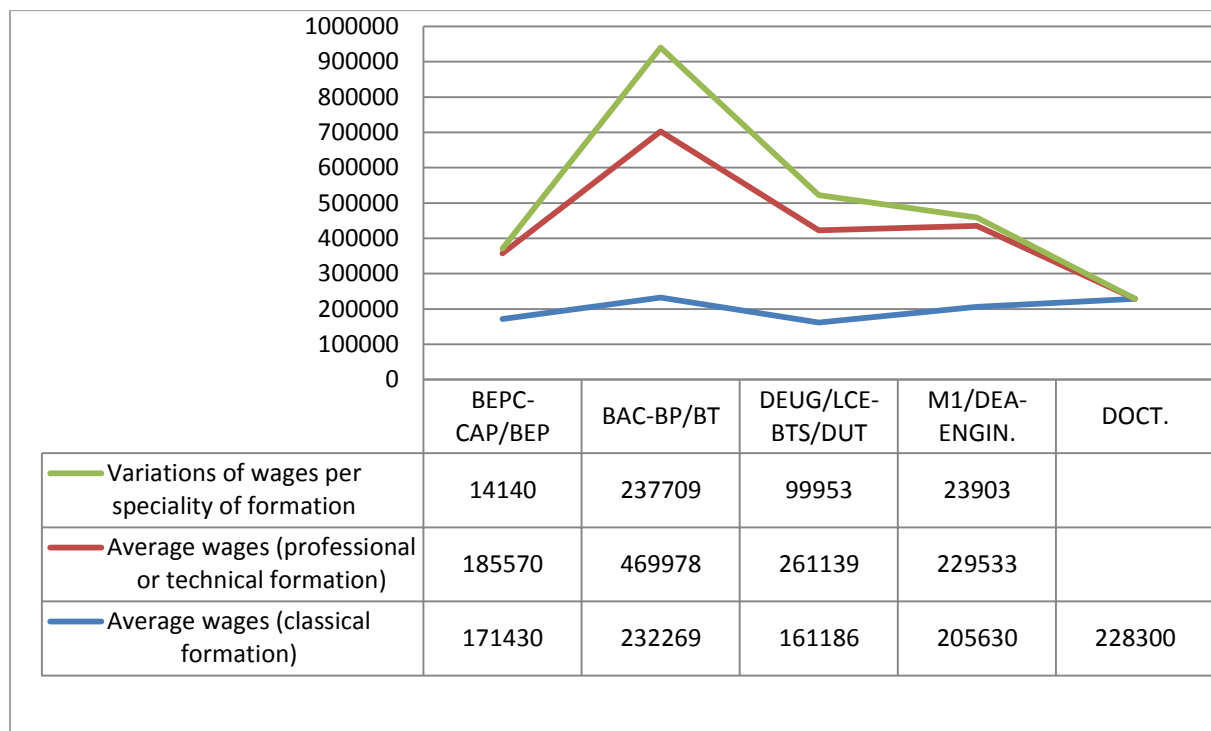 1000000
900000
800000
700000
600000
500000
400000
300000
200000
100000
0
BEPC-
CAP/BEP
BAC-BP/BT
DEUG/LCE-
BTS/DUT
M1/DEA-
ENGIN.
DOCT.
Variations of wages per
speciality of formation
14140
237709
99953
23903
Average wages (professional
or technical formation)
185570
469978
261139
229533
Average wages (classical
formation)
171430
232269
161186
205630
228300